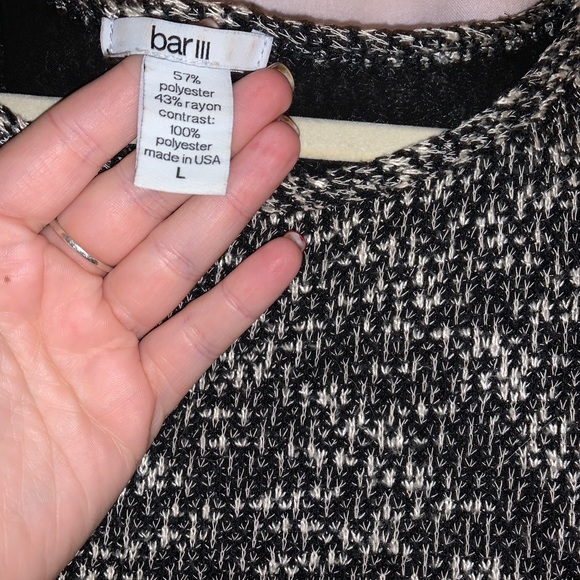 bar III
57%
polyester
43% rayon
contrast:
100%
polyester
made in USA
L